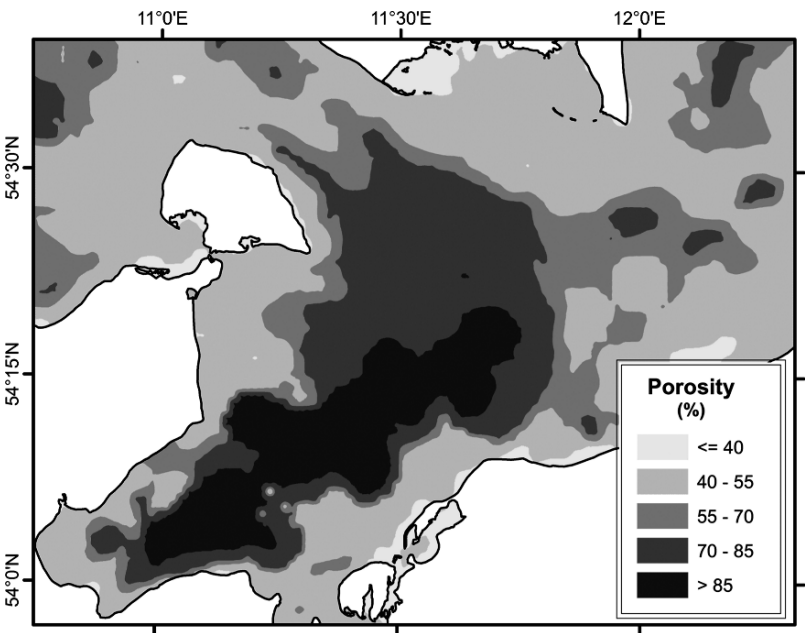 11°0'E 11°30'E 12°0'E
54°30'N
54°15'N
54°0'N
Porosity
(%)
<= 40
40 - 55
55 - 70
70 - 85
> 85